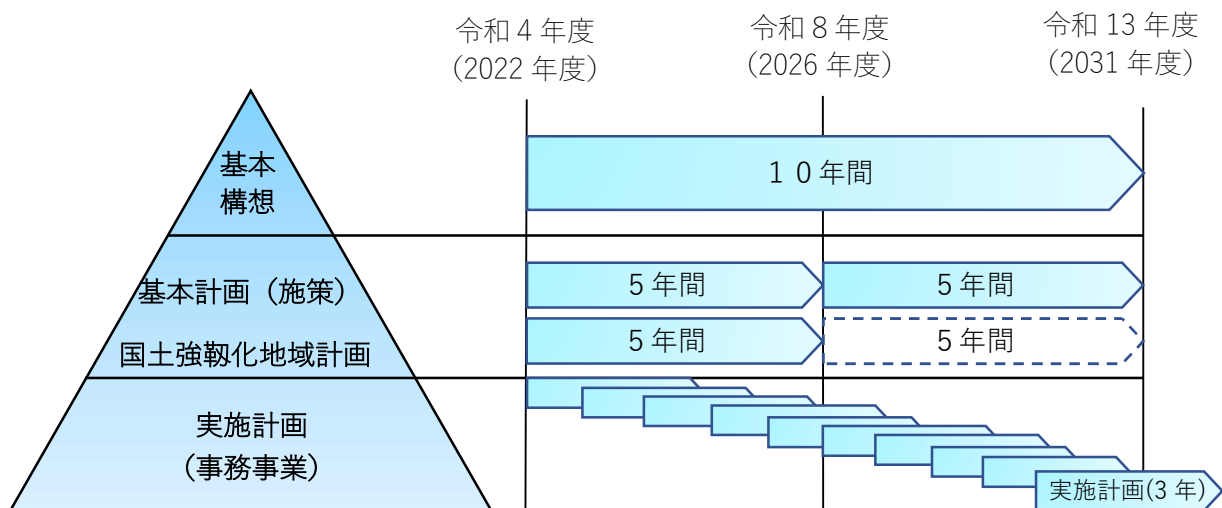 令和４年度
（2022 年度）
令和８年度
（2026 年度）
令和 13 年度
（2031 年度）
基本
構想
１０年間
基本計画（施策）
5 年間
5 年間
国土強靱化地域計画
5 年間
5 年間
実施計画
（事務事業）
実施計画(3 年)